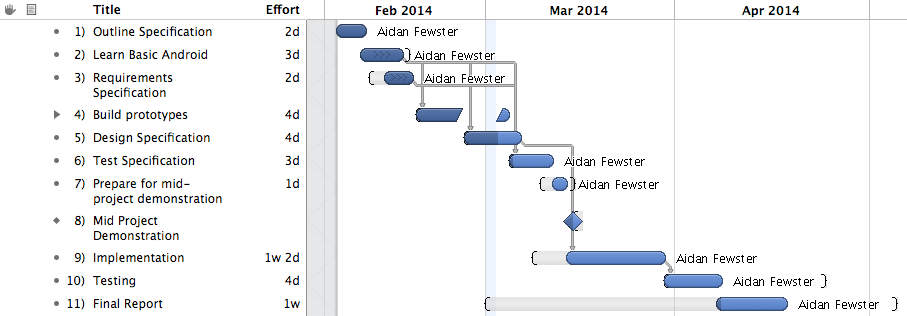 Title Effort Feb 2014 Mar 2014 Apr 2014
1) Outline Specification 2d Aidan Fewster
2) Learn Basic Android 3d Aidan Fewster
3) Requirements
Specification 2d Aidan Fewster
4) Build prototypes 4d
5) Design Specification 4d
6) Test Specification 3d Aidan Fewster
7) Prepare for mid-
project demonstration 1d Aidan Fewster
8) Mid Project
Demonstration
9) Implementation 1w 2d Aidan Fewster
10) Testing 4d Aidan Fewster
11) Final Report 1w Aidan Fewster